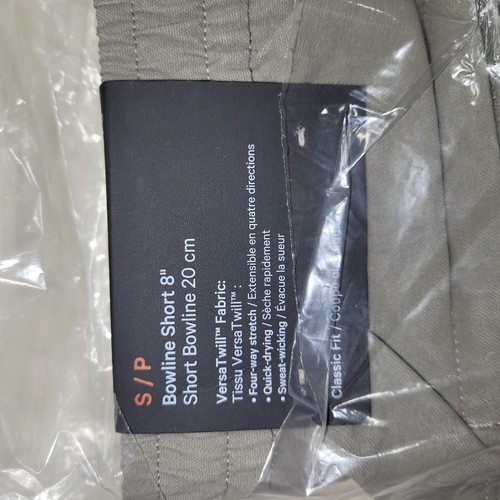 S / P
Bowline Short 8"
Short Bowline 20 cm
VersaTwill™ Fabric:
Tissu VersaTwill™ :
• Four-way stretch / Extensible en quatre directions
• Quick-drying / Sèche rapidement
• Sweat-wicking / Évacue la sueur
Classic Fit /